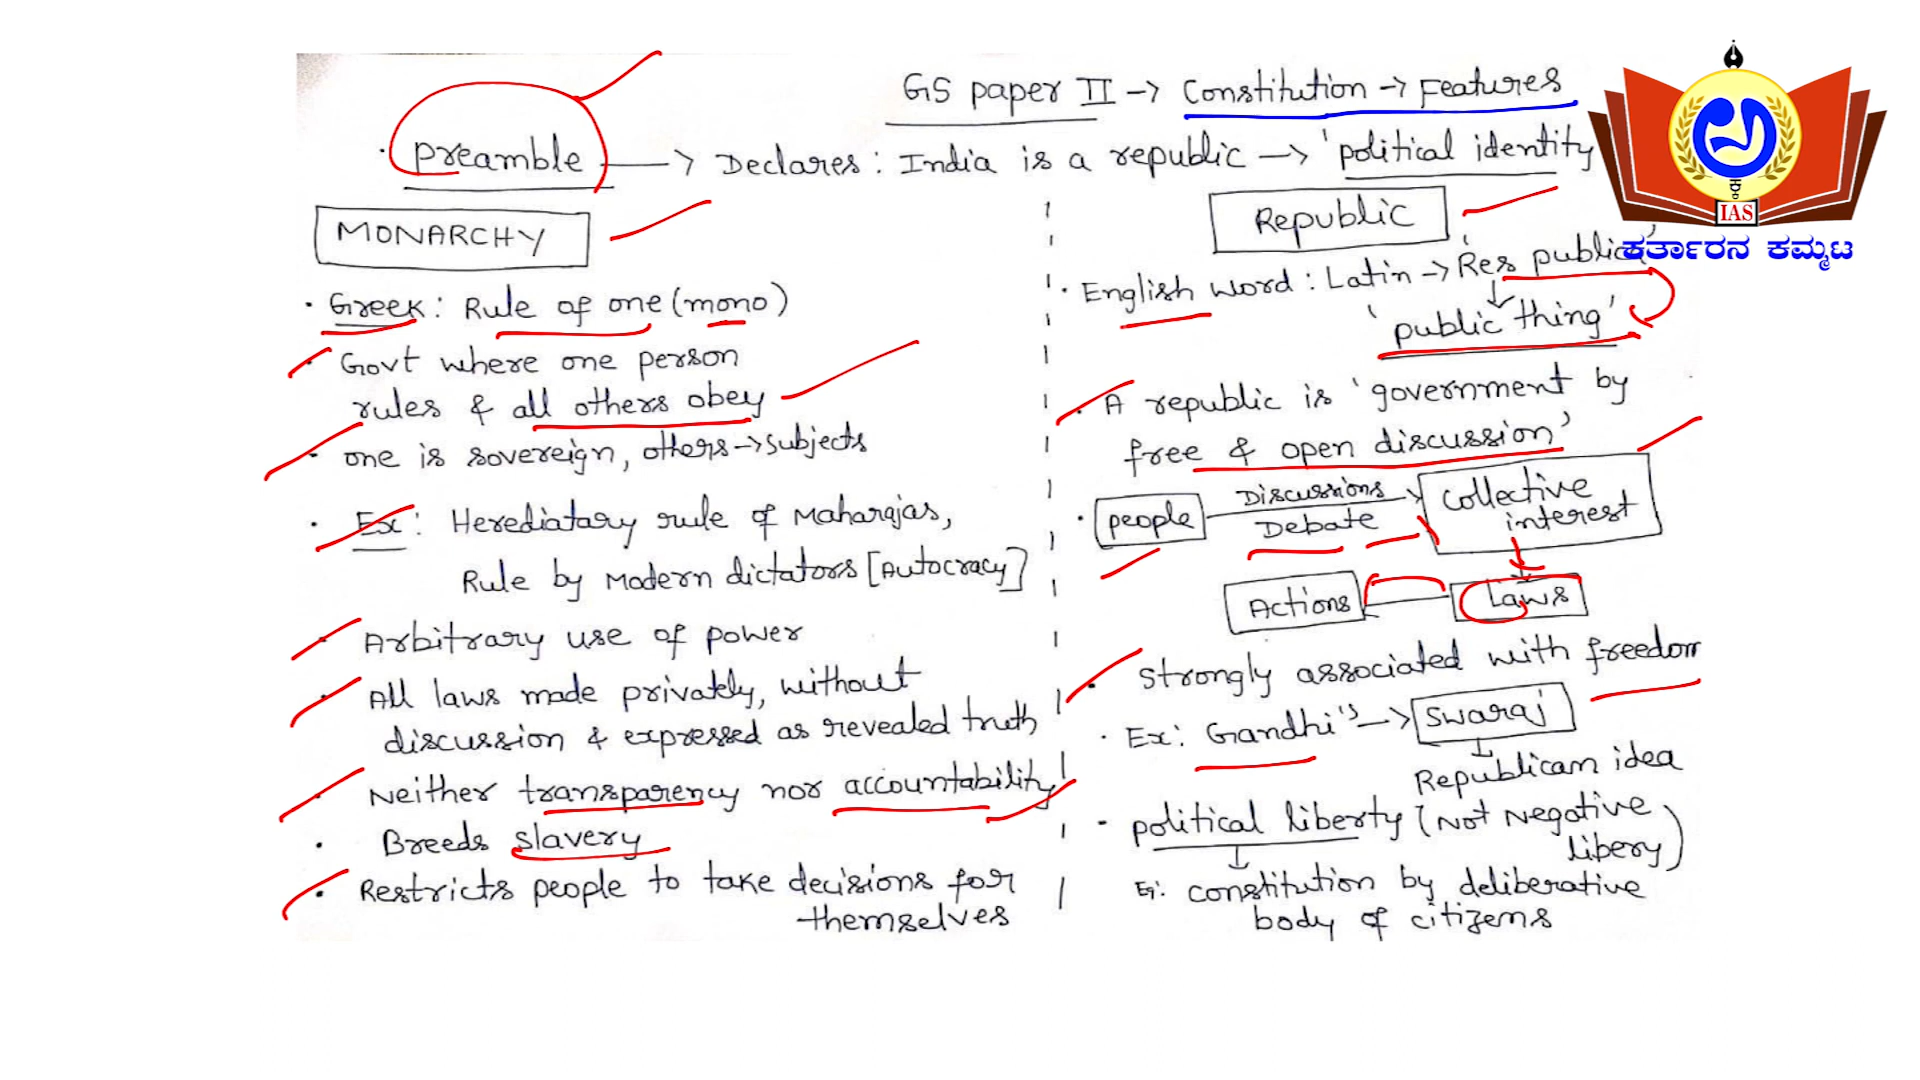 GS paper II → Constitution → Features
· preamble → Declares: India is a republic → 'political identity
MONARCHY
· Greek: Rule of one (mono)
· Govt where one person
rules & all others obey
· one is sovereign, others → subjects
· Ex: Herediatary rule of Maharajas,
Rule by Modern dictators [Autocracy]
· Arbitrary use of power
· All laws made privately, without
discussion & expressed as revealed truth
· Neither transparency nor accountability
· Breeds slavery
· Restricts people to take decisions for
themselves
Republic
· English word: Latin → 'Res publica'
'public thing'
· A republic is 'government by
free & open discussion'
· people Discussions → Collective
Debate interest
Actions Laws
· Strongly associated with freedom
· Ex: Gandhi's → Swaraj
Republican idea
· political liberty (Not Negative
libery)
Ex: constitution by deliberative
body of citizens
IAS
ಕರ್ತಾರನ ಕಮ್ಮಟ